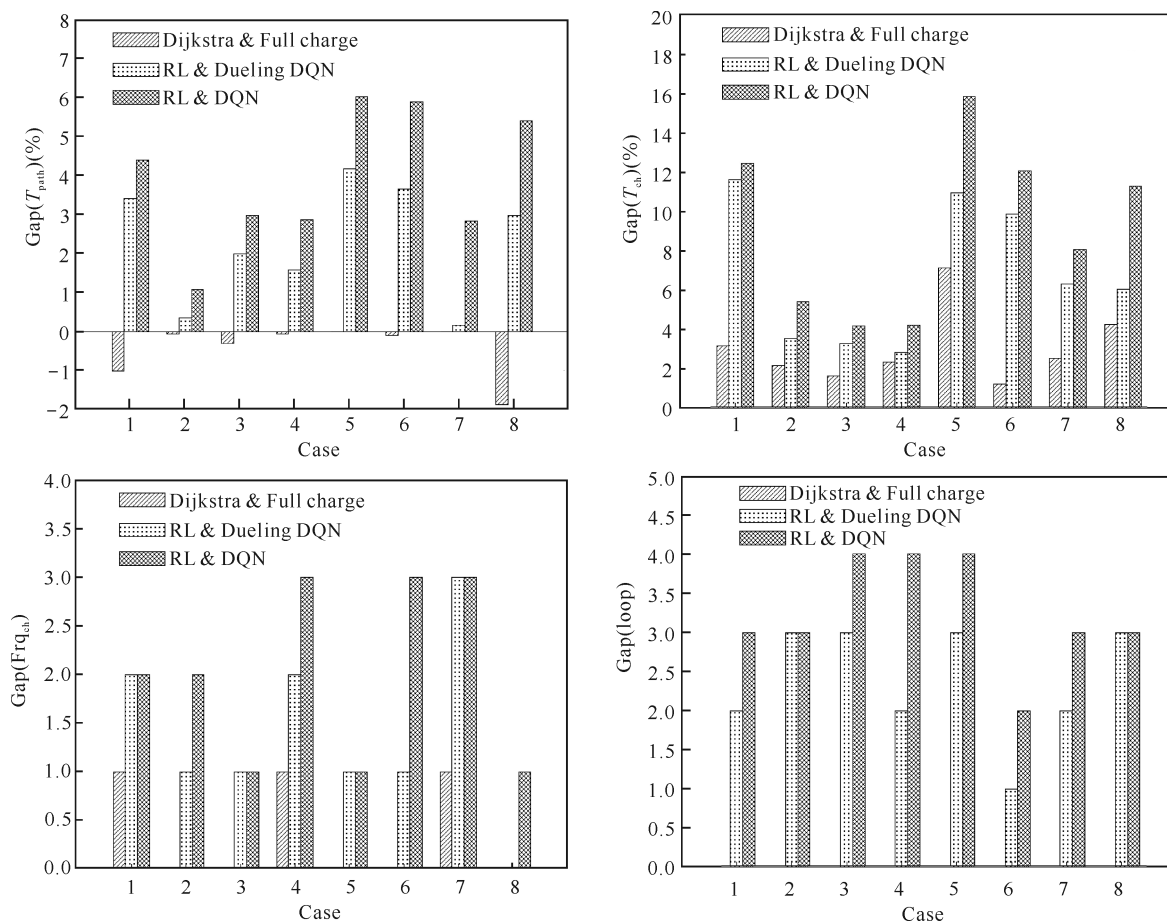 8
7
6
5
4
3
2
1
0
−1
−2
Gap(T_path)(%)
Dijkstra & Full charge
RL & Dueling DQN
RL & DQN
1 2 3 4 5 6 7 8
Case
20
18
16
14
12
10
8
6
4
2
0
Gap(T_ch)(%)
Dijkstra & Full charge
RL & Dueling DQN
RL & DQN
1 2 3 4 5 6 7 8
Case
4.0
3.5
3.0
2.5
2.0
1.5
1.0
0.5
0.0
Gap(Frq_ch)
Dijkstra & Full charge
RL & Dueling DQN
RL & DQN
1 2 3 4 5 6 7 8
Case
5.0
4.5
4.0
3.5
3.0
2.5
2.0
1.5
1.0
0.5
0.0
Gap(loop)
Dijkstra & Full charge
RL & Dueling DQN
RL & DQN
1 2 3 4 5 6 7 8
Case